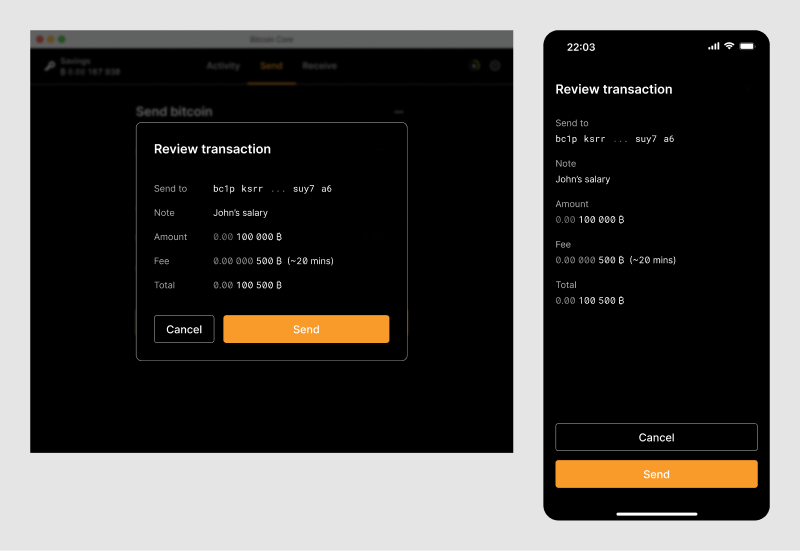 Bitcoin Core
Savings
₿ 0.00 167 838
Activity Send Receive
Send bitcoin
Review transaction
Send to bc1p ksrr ... suy7 a6
Note John's salary
Amount 0.00 100 000 ₿
Fee 0.00 000 500 ₿ (~20 mins)
Total 0.00 100 500 ₿
Cancel Send
22:03
Review transaction
Send to
bc1p ksrr ... suy7 a6
Note
John's salary
Amount
0.00 100 000 ₿
Fee
0.00 000 500 ₿ (~20 mins)
Total
0.00 100 500 ₿
Cancel
Send